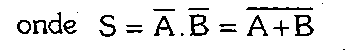 onde S = A̅.B̅ = A̅+̅B̅